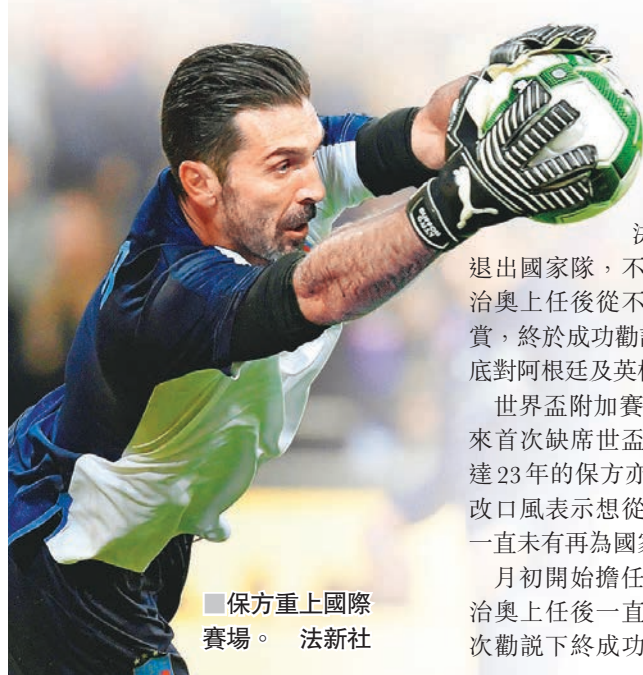 退出國家隊，不
治奧上任後從不
賞，終於成功勸
底對阿根廷及英
世界盃附加賽
來首次缺席世盃
達23年的保方亦
改口風表示想從
一直未有再為國
月初開始擔任
治奧上任後一直
次勸說下終成功
■保方重上國際
賽場。 法新社